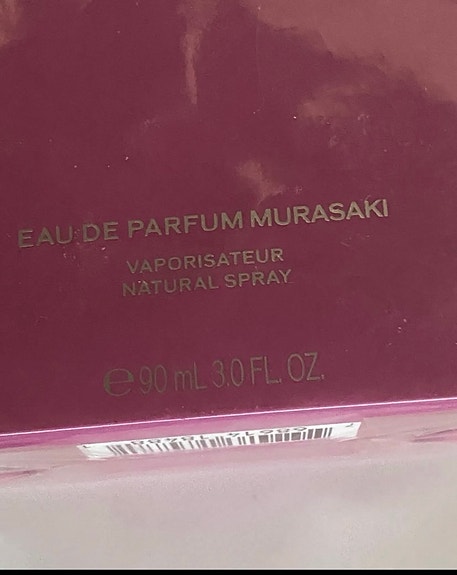 EAU DE PARFUM MURASAKI
VAPORISATEUR
NATURAL SPRAY
℮ 90 mL 3.0 FL. OZ.